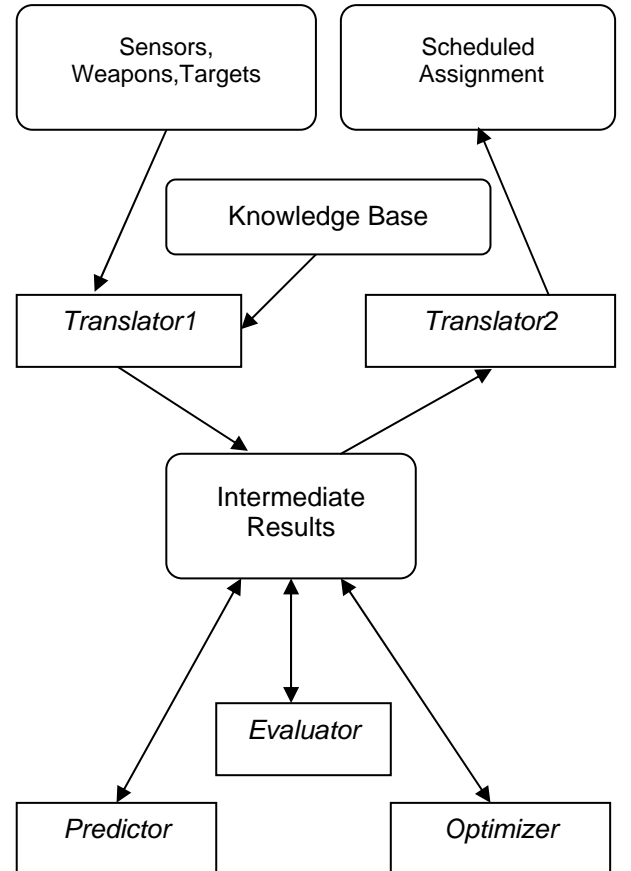 Sensors,
Weapons,Targets
Scheduled
Assignment
Knowledge Base
Translator1
Translator2
Intermediate
Results
Evaluator
Predictor
Optimizer